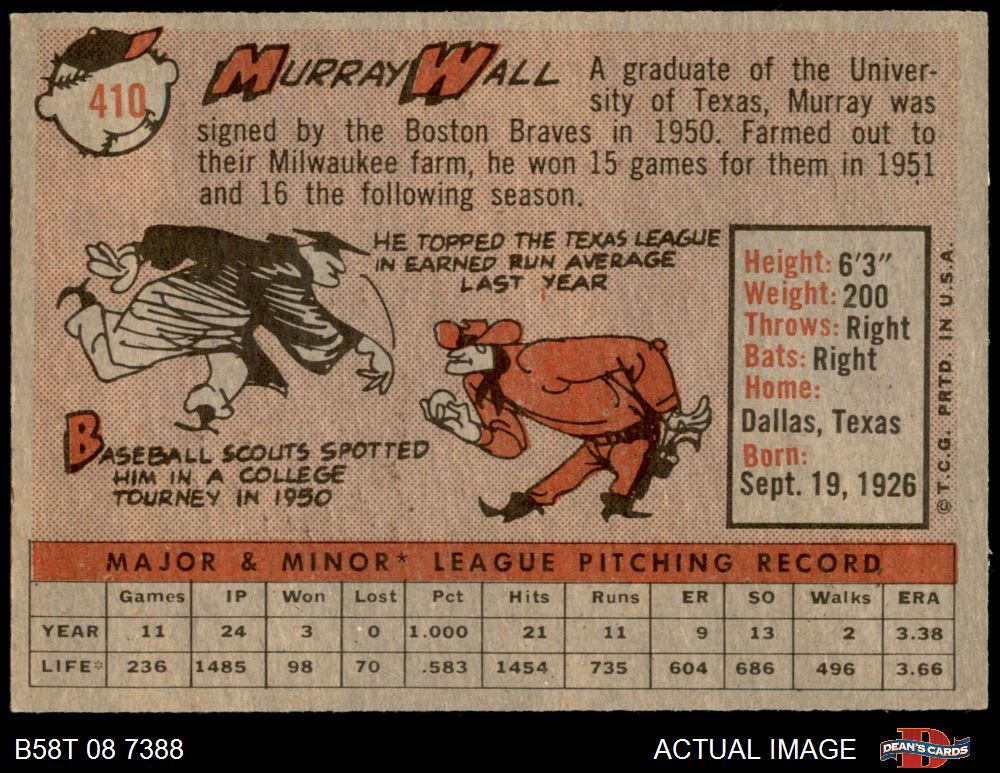 410
MURRAY WALL
A graduate of the Univer-
sity of Texas, Murray was
signed by the Boston Braves in 1950. Farmed out to
their Milwaukee farm, he won 15 games for them in 1951
and 16 the following season.
HE TOPPED THE TEXAS LEAGUE
IN EARNED RUN AVERAGE
LAST YEAR
BASEBALL SCOUTS SPOTTED
HIM IN A COLLEGE
TOURNEY IN 1950
Height: 6'3"
Weight: 200
Throws: Right
Bats: Right
Home:
Dallas, Texas
Born:
Sept. 19, 1926
© T.C.G. PRTD. IN U.S.A.
MAJOR & MINOR* LEAGUE PITCHING RECORD
Games IP Won Lost Pct Hits Runs ER SO Walks ERA
YEAR 11 24 3 0 1.000 21 11 9 13 2 3.38
LIFE* 236 1485 98 70 .583 1454 735 604 686 496 3.66
B58T 08 7388
ACTUAL IMAGE
DEAN'S CARDS